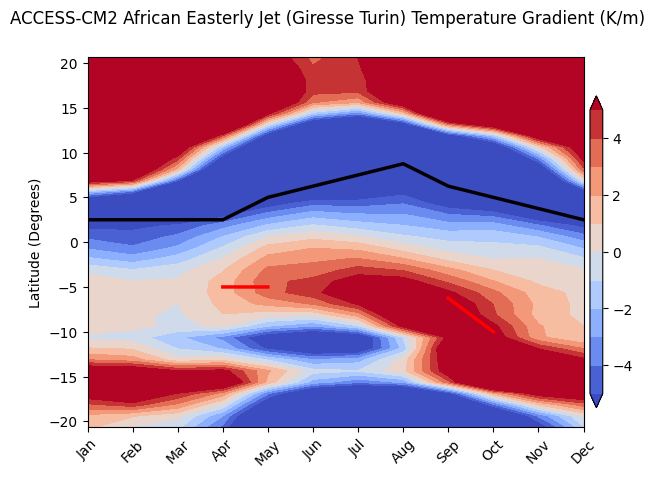 ACCESS-CM2 African Easterly Jet (Giresse Turin) Temperature Gradient (K/m)
20
15
10
5
0
−5
−10
−15
−20
Latitude (Degrees)
Jan
Feb
Mar
Apr
May
Jun
Jul
Aug
Sep
Oct
Nov
Dec
4
2
0
−2
−4